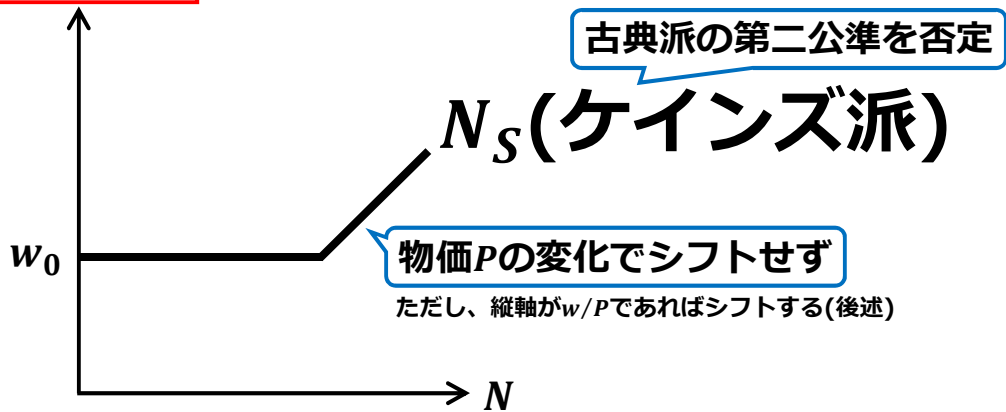 古典派の第二公準を否定
N_S(ケインズ派)
w₀
物価Pの変化でシフトせず
ただし、縦軸がw/Pであればシフトする(後述)
N